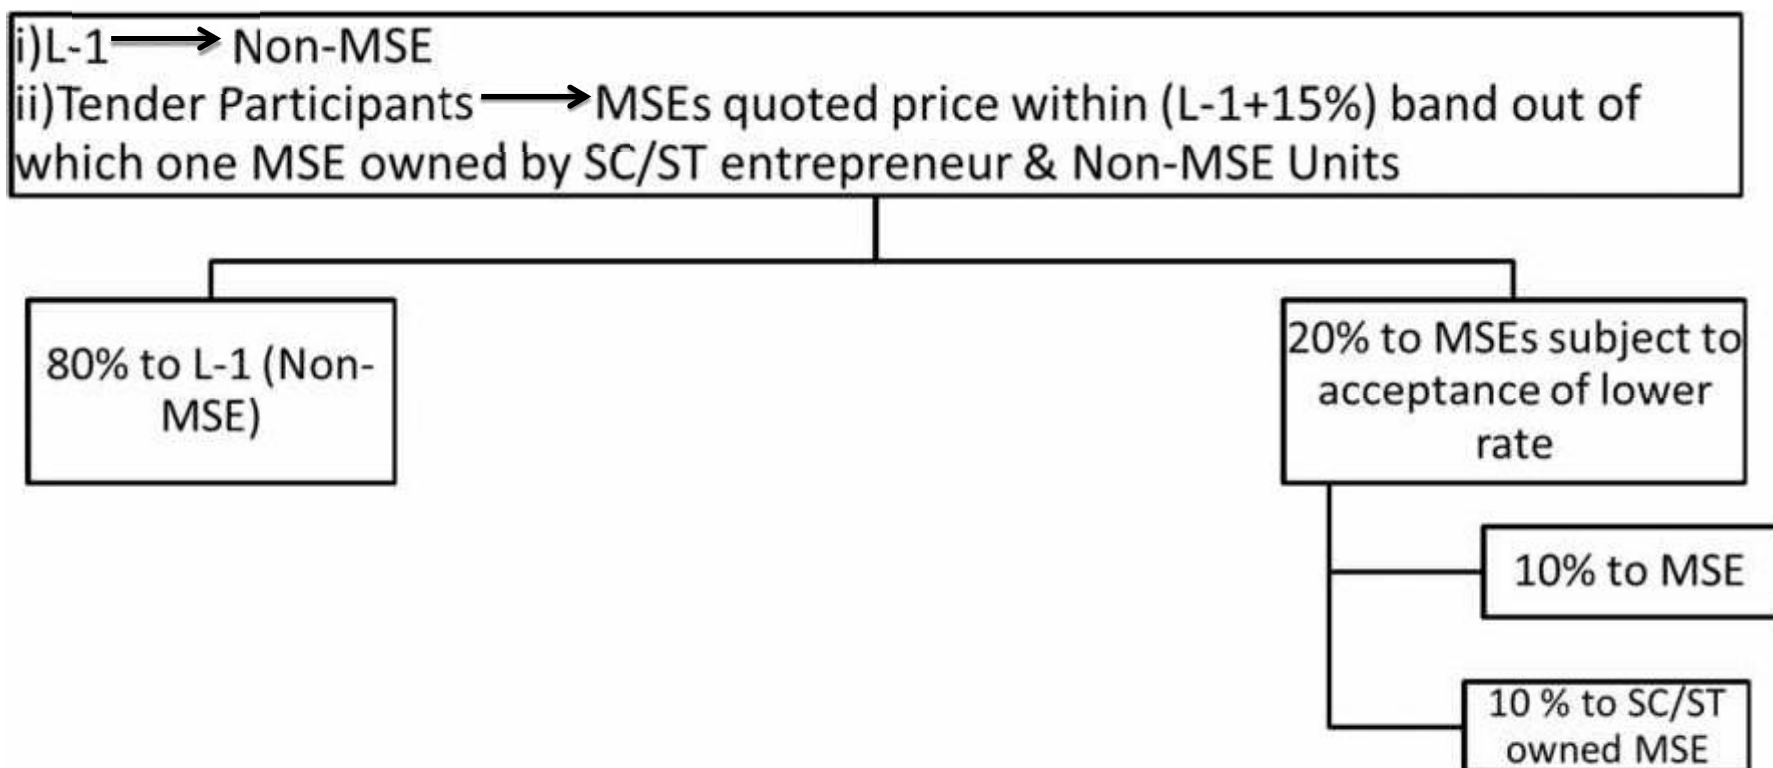 i)L-1 → Non-MSE
ii)Tender Participants → MSEs quoted price within (L-1+15%) band out of
which one MSE owned by SC/ST entrepreneur & Non-MSE Units
80% to L-1 (Non-
MSE)
20% to MSEs subject to
acceptance of lower
rate
10% to MSE
10 % to SC/ST
owned MSE